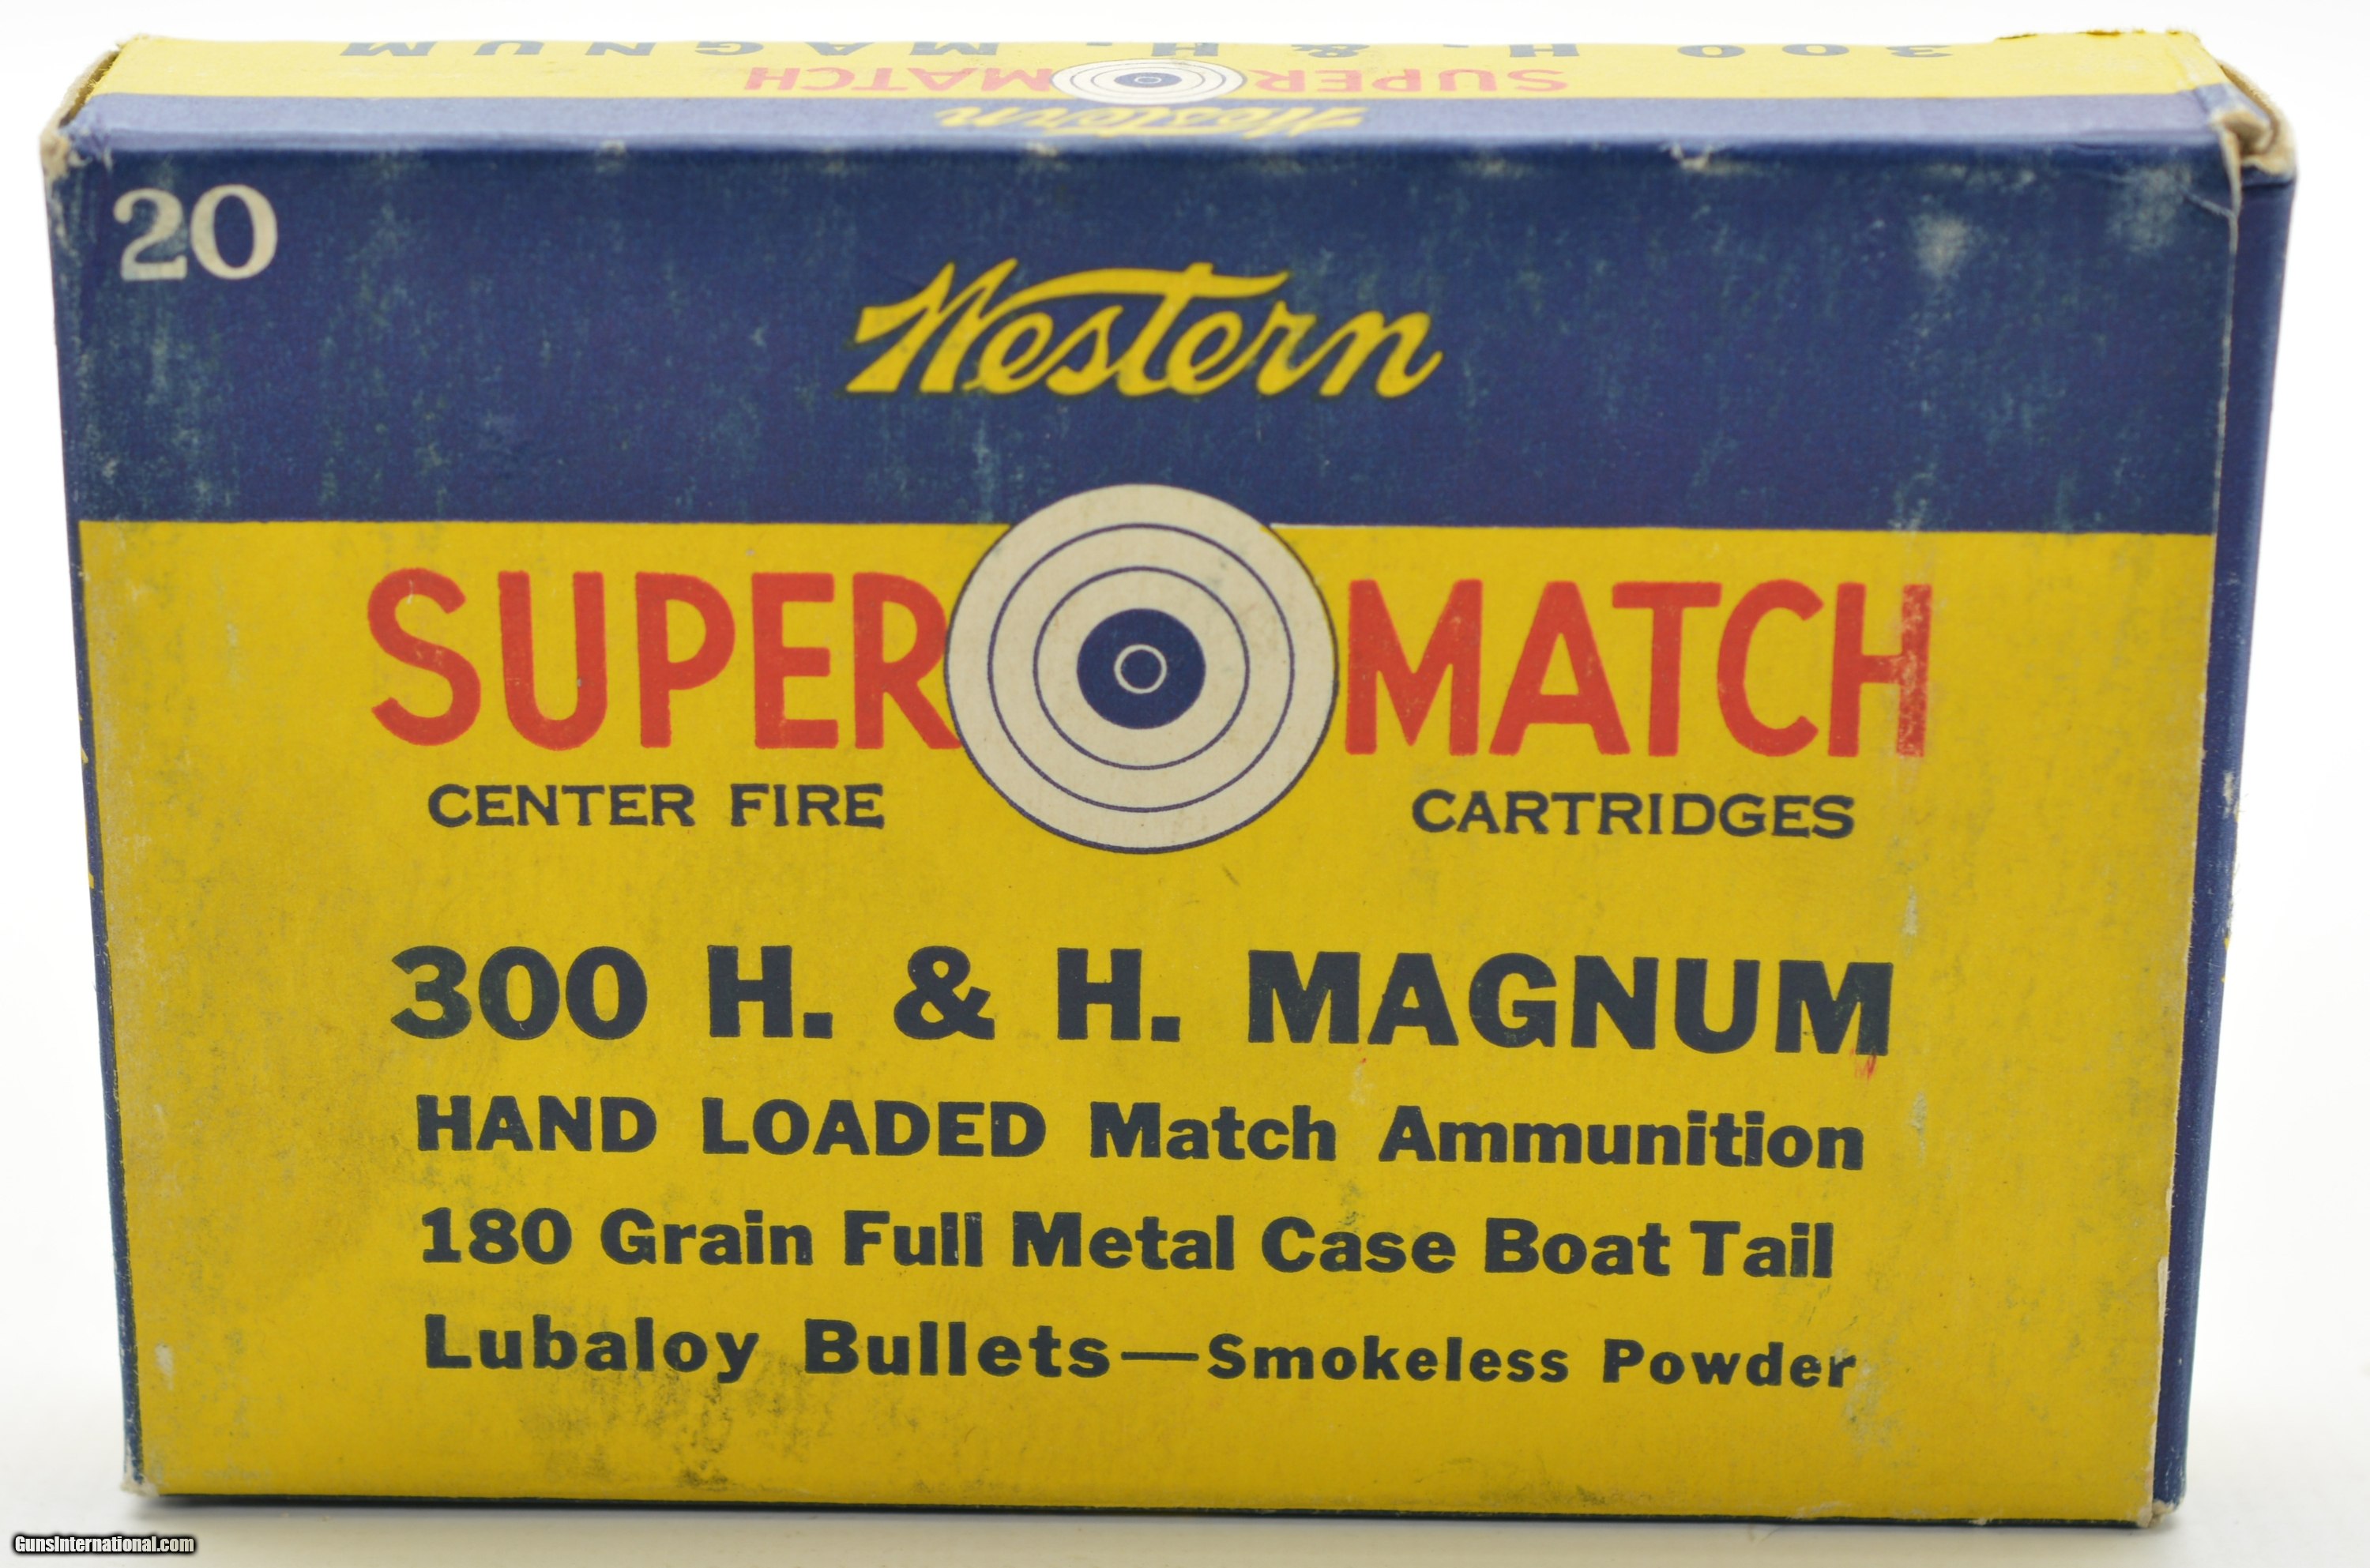 300 H. & H. MAGNUM
SUPER MATCH
Western
20
Western
SUPER MATCH
CENTER FIRE CARTRIDGES
300 H. & H. MAGNUM
HAND LOADED Match Ammunition
180 Grain Full Metal Case Boat Tail
Lubaloy Bullets—Smokeless Powder
GunsInternational.com